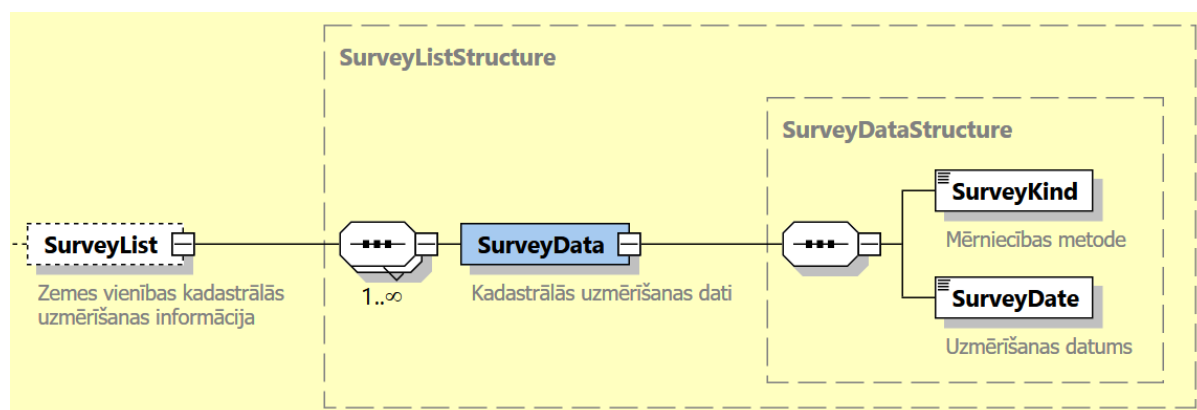 SurveyListStructure
SurveyDataStructure
SurveyKind
Mērniecības metode
SurveyList
SurveyData
1..∞
Zemes vienības kadastrālās
uzmērīšanas informācija
Kadastrālās uzmērīšanas dati
SurveyDate
Uzmērīšanas datums